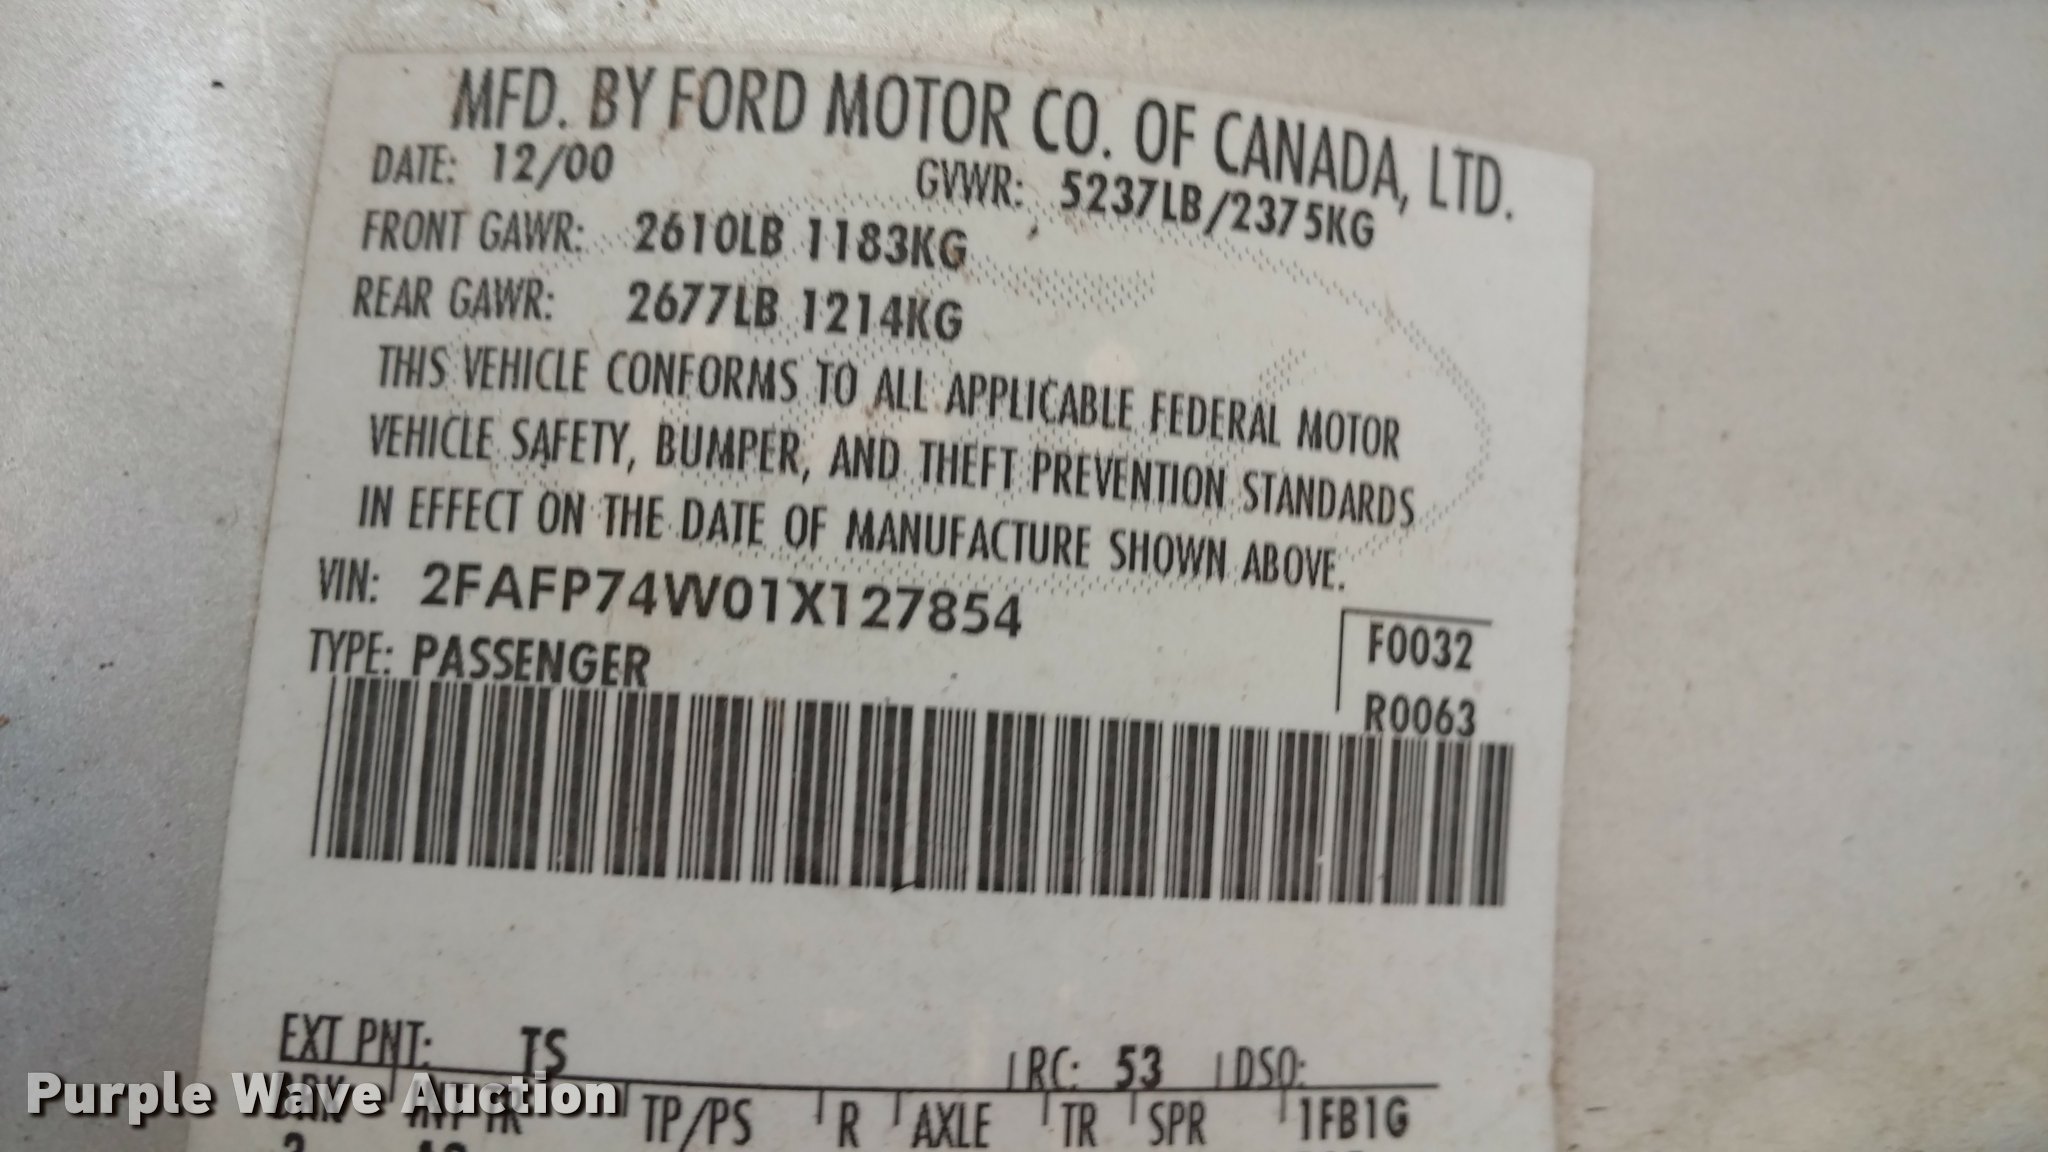 MFD. BY FORD MOTOR CO. OF CANADA, LTD.
DATE: 12/00
GVWR: 5237LB/2375KG
FRONT GAWR: 2610LB 1183KG
REAR GAWR: 2677LB 1214KG
THIS VEHICLE CONFORMS TO ALL APPLICABLE FEDERAL MOTOR
VEHICLE SAFETY, BUMPER, AND THEFT PREVENTION STANDARDS
IN EFFECT ON THE DATE OF MANUFACTURE SHOWN ABOVE.
VIN: 2FAFP74W01X127854
TYPE: PASSENGER
F0032
R0063
EXT PNT: TS
RC: 53 DSO:
TP/PS R AXLE TR SPR 1FB1G
Purple Wave Auction